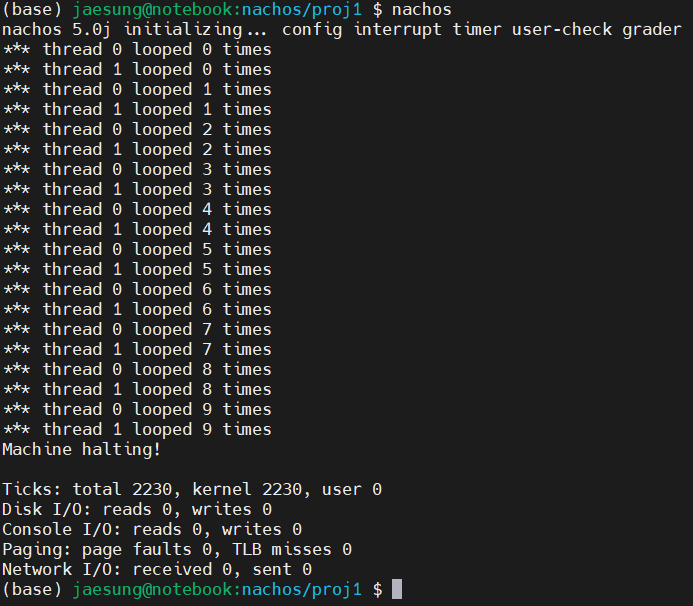 (base) jaesung@notebook:nachos/proj1 $ nachos
nachos 5.0j initializing... config interrupt timer user-check grader
*** thread 0 looped 0 times
*** thread 1 looped 0 times
*** thread 0 looped 1 times
*** thread 1 looped 1 times
*** thread 0 looped 2 times
*** thread 1 looped 2 times
*** thread 0 looped 3 times
*** thread 1 looped 3 times
*** thread 0 looped 4 times
*** thread 1 looped 4 times
*** thread 0 looped 5 times
*** thread 1 looped 5 times
*** thread 0 looped 6 times
*** thread 1 looped 6 times
*** thread 0 looped 7 times
*** thread 1 looped 7 times
*** thread 0 looped 8 times
*** thread 1 looped 8 times
*** thread 0 looped 9 times
*** thread 1 looped 9 times
Machine halting!

Ticks: total 2230, kernel 2230, user 0
Disk I/O: reads 0, writes 0
Console I/O: reads 0, writes 0
Paging: page faults 0, TLB misses 0
Network I/O: received 0, sent 0
(base) jaesung@notebook:nachos/proj1 $